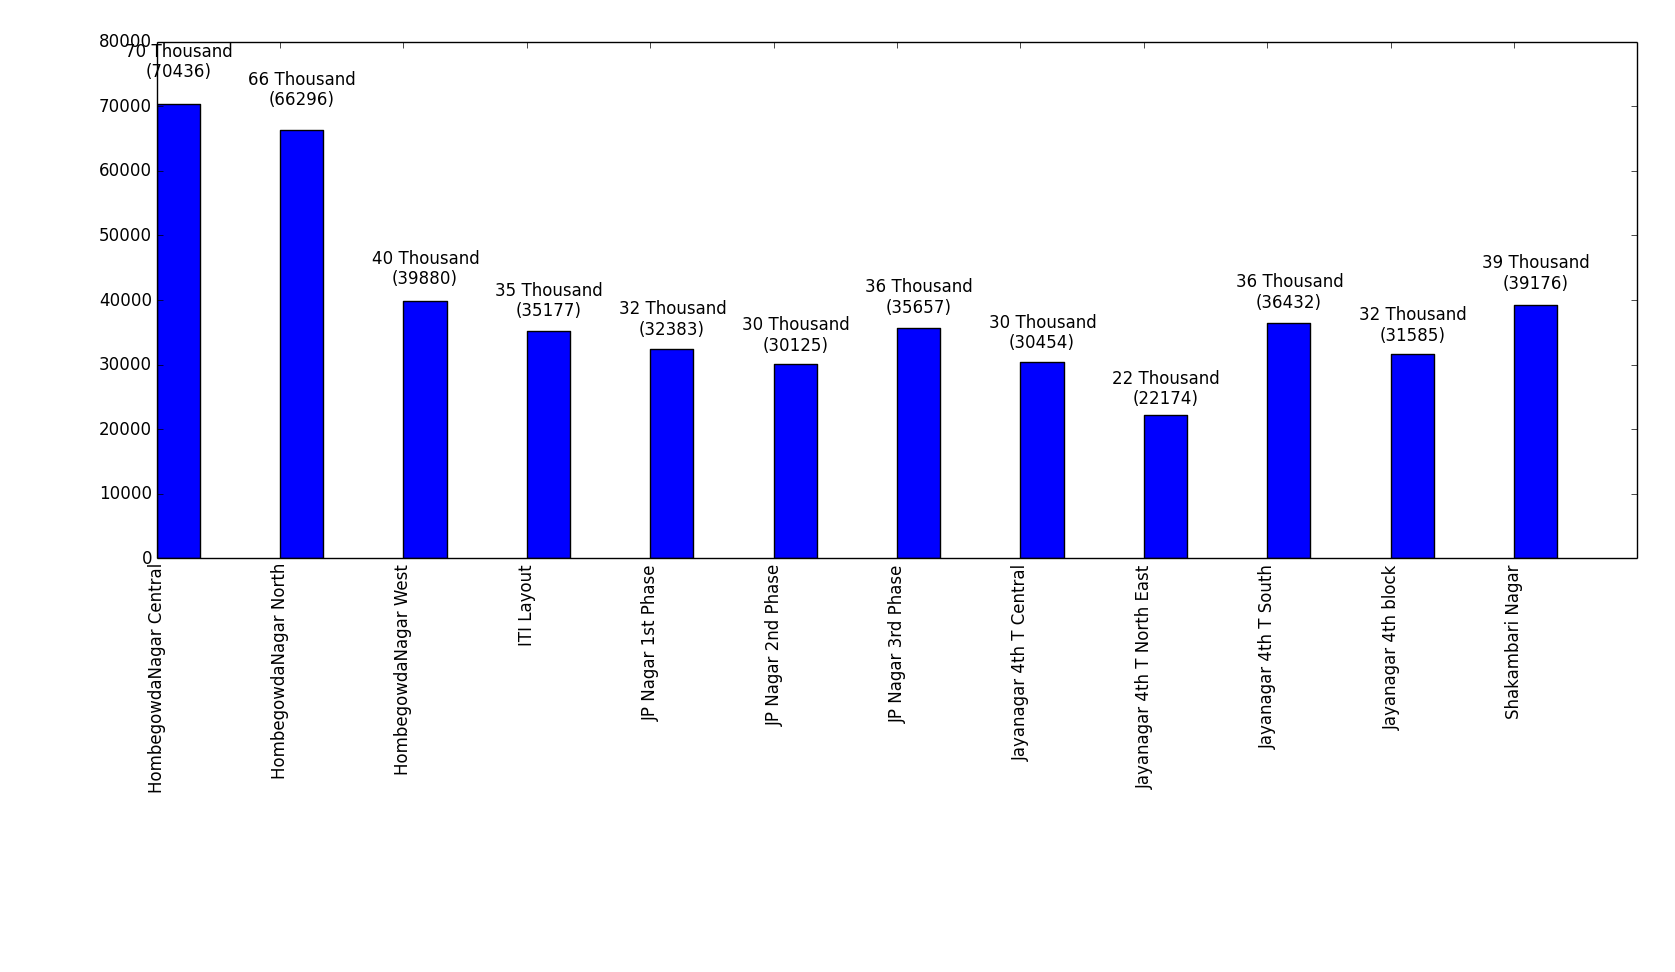 80000
70000
60000
50000
40000
30000
20000
10000
0
70 Thousand
(70436)
66 Thousand
(66296)
40 Thousand
(39880)
35 Thousand
(35177)
32 Thousand
(32383)
30 Thousand
(30125)
36 Thousand
(35657)
30 Thousand
(30454)
22 Thousand
(22174)
36 Thousand
(36432)
32 Thousand
(31585)
39 Thousand
(39176)
HombegowdaNagar Central
HombegowdaNagar North
HombegowdaNagar West
ITI Layout
JP Nagar 1st Phase
JP Nagar 2nd Phase
JP Nagar 3rd Phase
Jayanagar 4th T Central
Jayanagar 4th T North East
Jayanagar 4th T South
Jayanagar 4th block
Shakambari Nagar